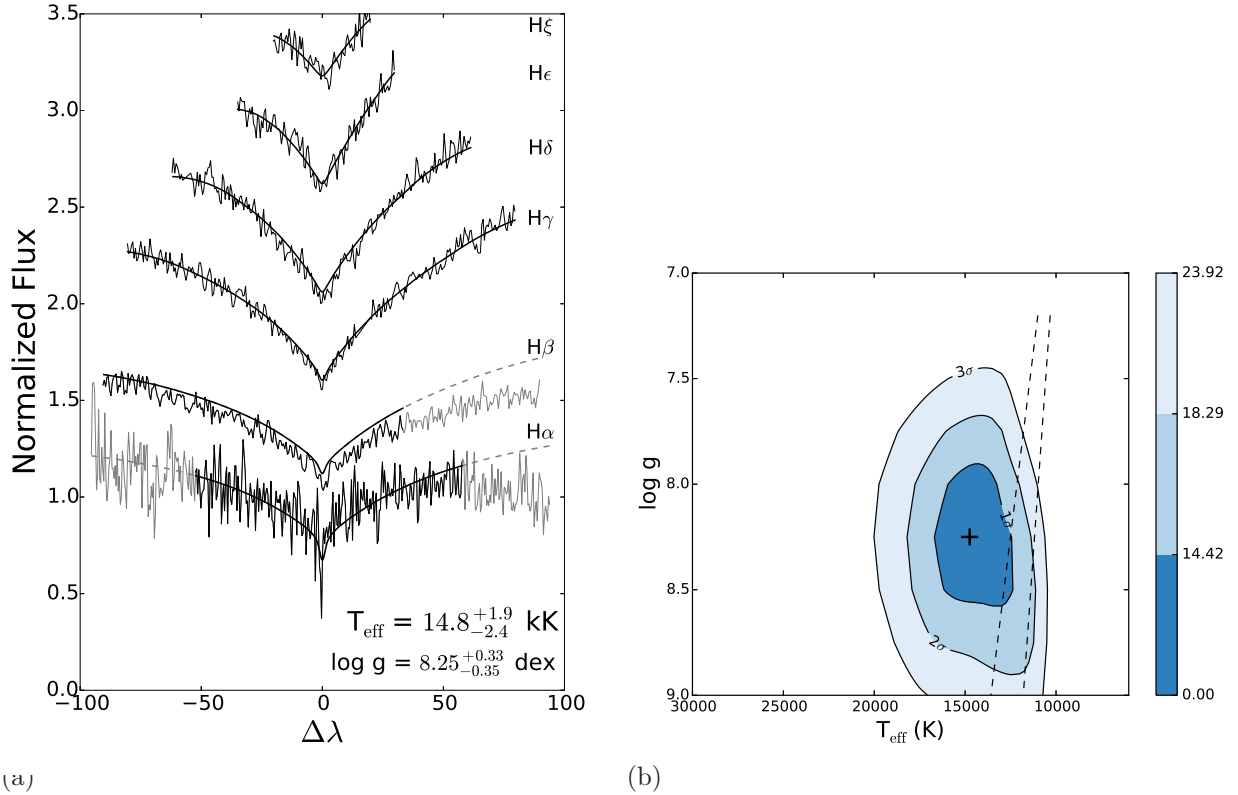 3.5
3.0
2.5
2.0
1.5
1.0
0.5
0.0
Normalized Flux
Hξ
Hϵ
Hδ
Hγ
Hβ
Hα
T_eff = 14.8^{+1.9}_{−2.4} kK
log g = 8.25^{+0.33}_{−0.35} dex
−100 −50 0 50 100
Δλ
(a)
7.0
7.5
8.0
8.5
9.0
log g
3σ
1σ
2σ
30000 25000 20000 15000 10000
T_eff (K)
23.92
18.29
14.42
0.00
(b)